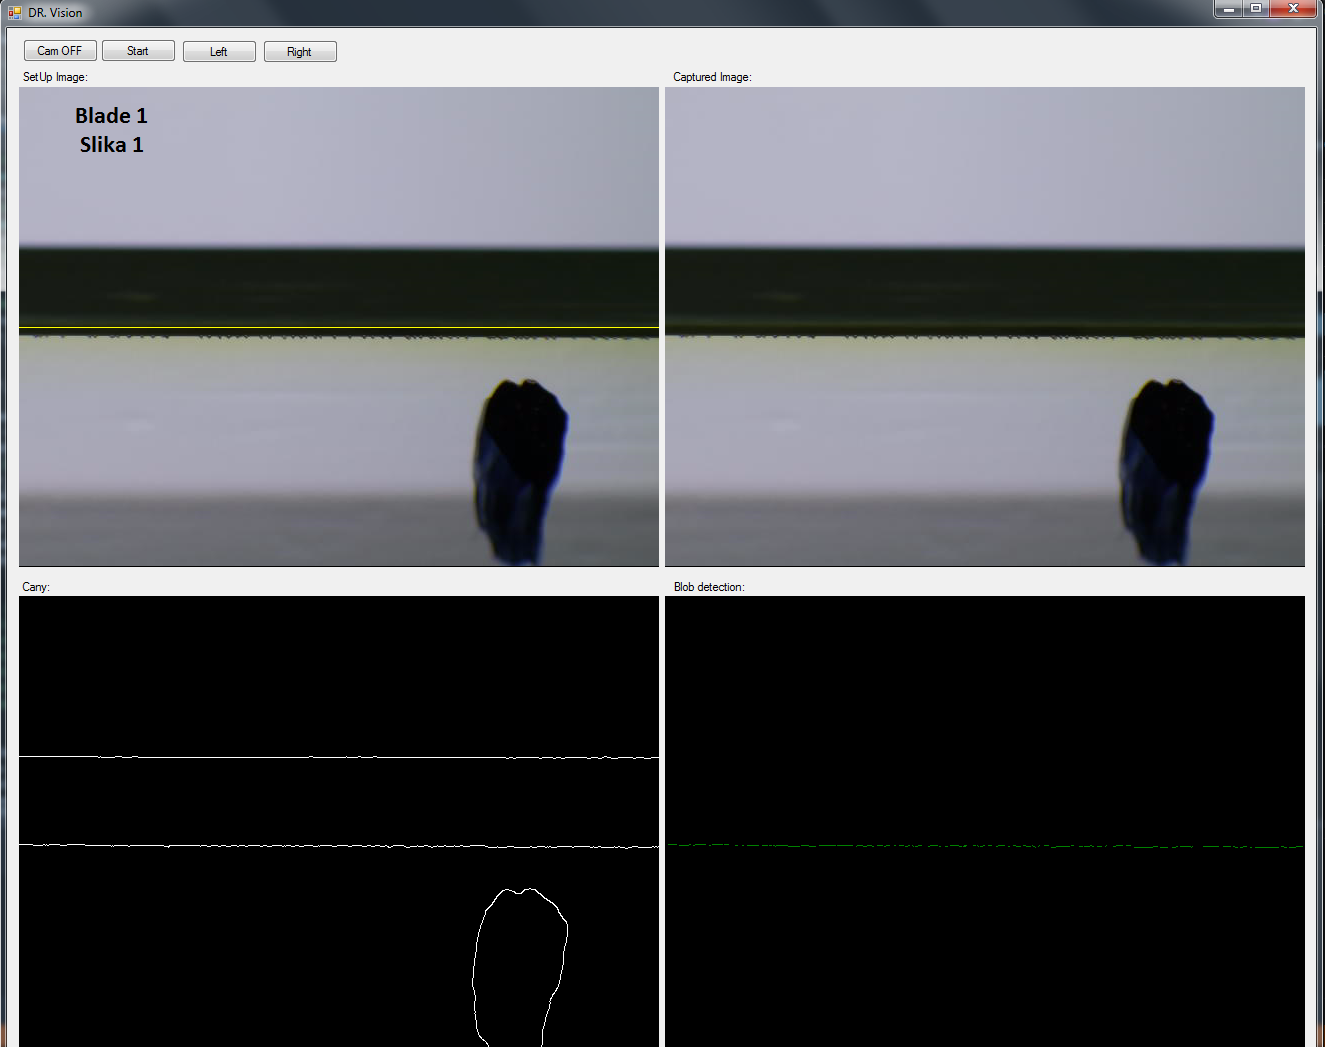 DR. Vision
Cam OFF Start Left Right
SetUp Image: Captured Image:
Blade 1
Slika 1
Cany: Blob detection: